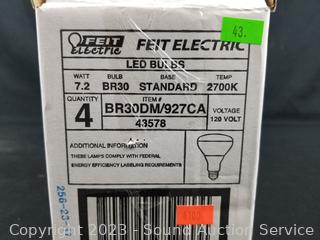 FEIT electric FEIT ELECTRIC
43.
LED BULBS
WATT BULB BASE TEMP
7.2 BR30 STANDARD 2700K
QUANTITY ITEM# VOLTAGE
4 BR30DM/927CA 120 VOLT
43578
ADDITIONAL INFORMATION
THESE LAMPS COMPLY WITH FEDERAL
ENERGY EFFICIENCY LABELING REQUIREMENTS
256-23-
Copyright 2023 - Sound Auction Service